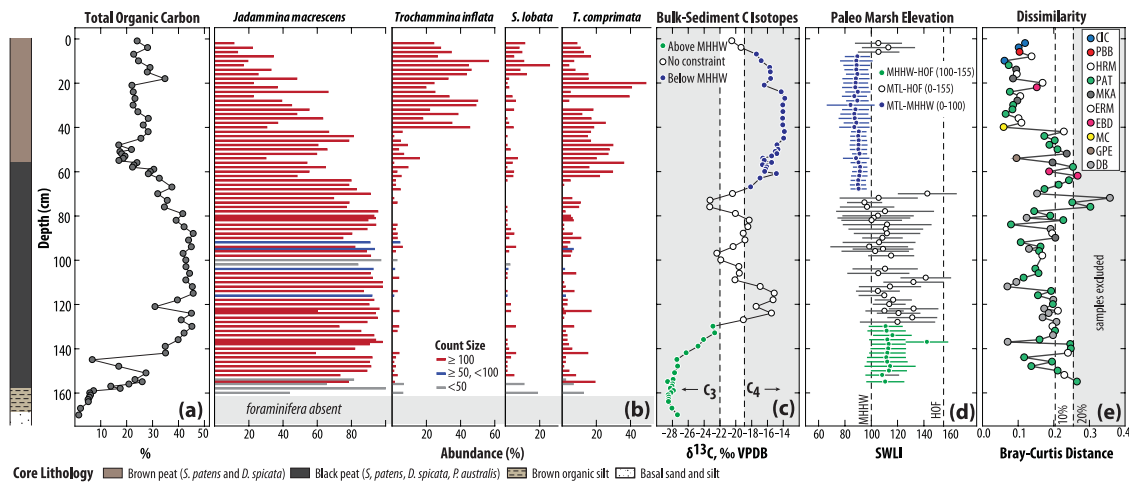 Total Organic Carbon
Jadammina macrescens
Trochammina inflata
S. lobata
T. comprimata
Bulk-Sediment C Isotopes
Paleo Marsh Elevation
Dissimilarity
Depth (cm)
0
20
40
60
80
100
120
140
160
(a)
0 10 20 30 40 50
%
foraminifera absent
20 40 60 80 100
20 40 60 80
20
20 40
Abundance (%)
Count Size
≥ 100
≥ 50, <100
<50
(b)
Above MHHW
No constraint
Below MHHW
C3
C4
(c)
-28 -26 -24 -22 -20 -18 -16 -14
δ13C, ‰ VPDB
MHHW-HOF (100-155)
MTL-HOF (0-155)
MTL-MHHW (0-100)
MHHW
HOF
(d)
40 60 80 100 120 140 160
SWLI
CIC
PBB
HRM
PAT
MKA
ERM
EBD
MC
GPE
DB
samples excluded
10%
20%
(e)
0 0.1 0.2 0.3 0.4
Bray-Curtis Distance
Core Lithology
Brown peat (S. patens and D. spicata)
Black peat (S. patens, D. spicata, P. australis)
Brown organic silt
Basal sand and silt